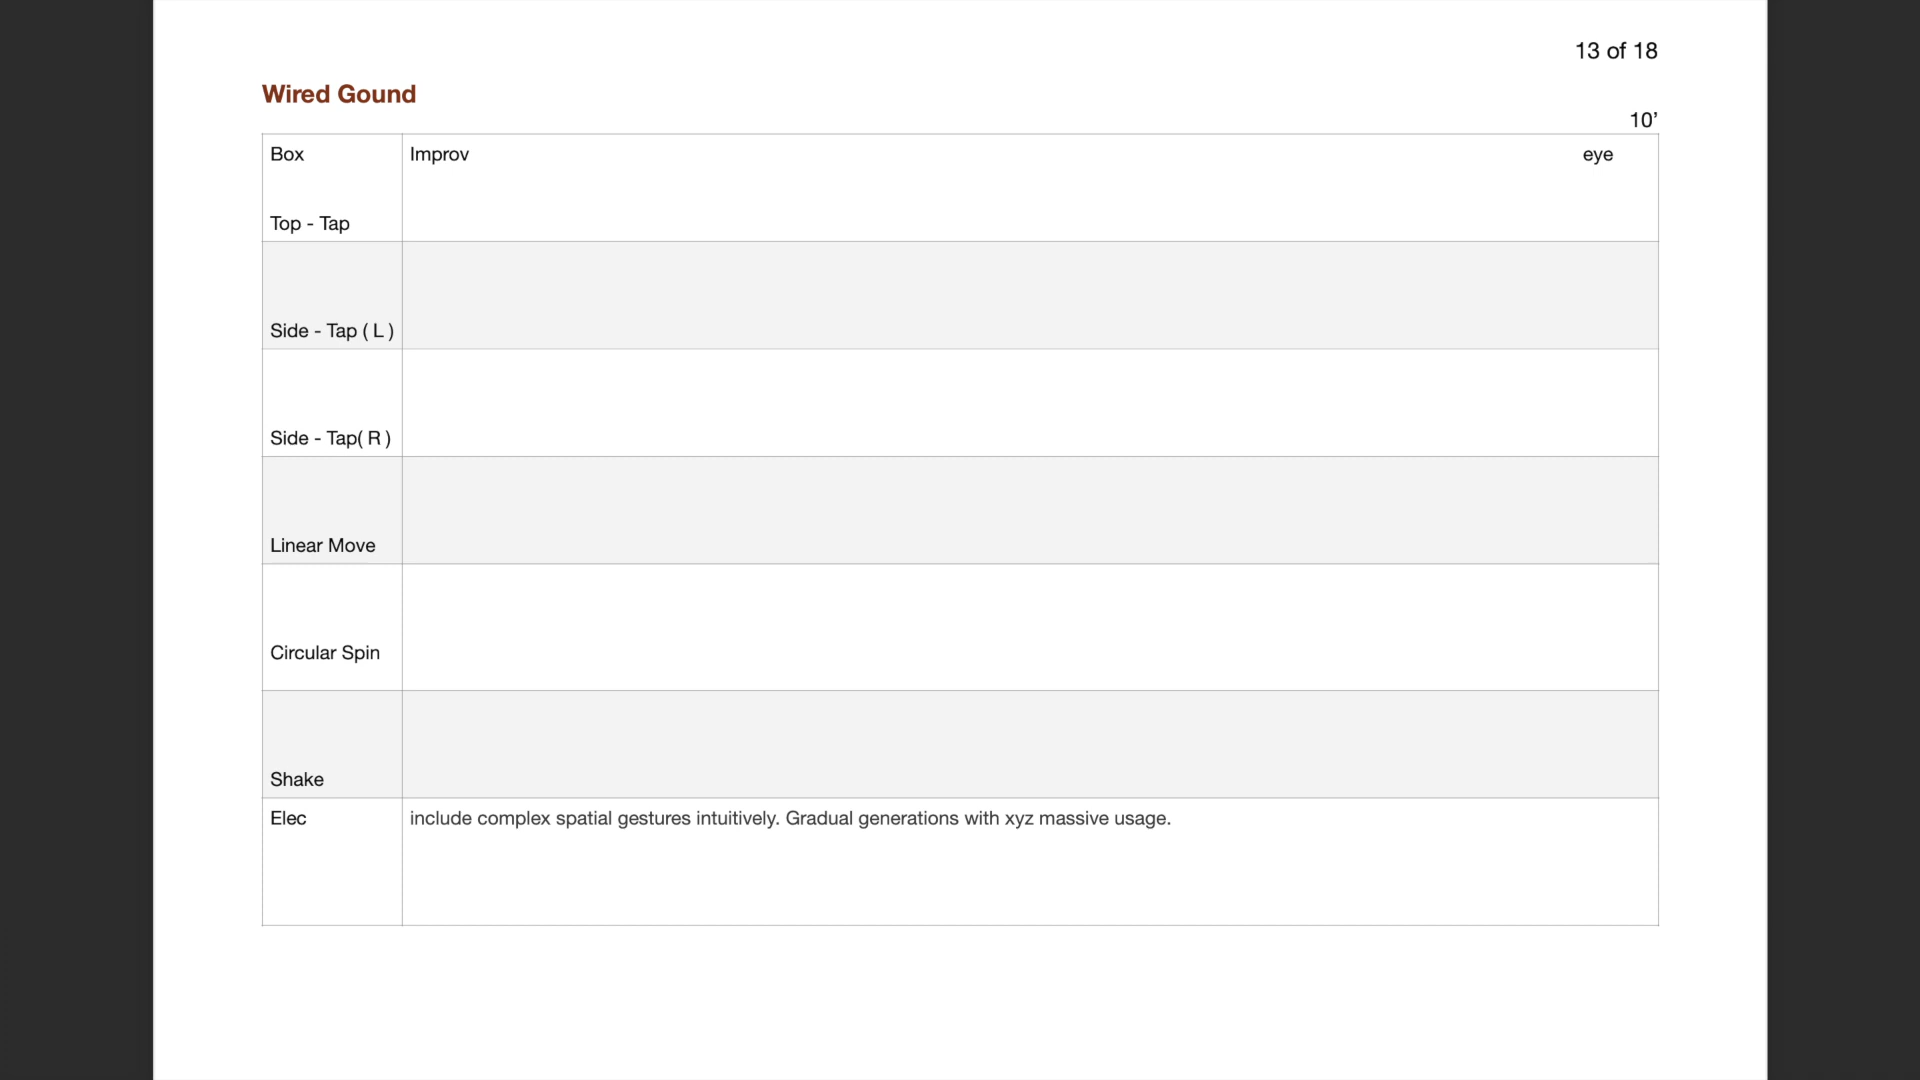 13 of 18
Wired Gound
10’
Box Improv eye
Top - Tap
Side - Tap ( L )
Side - Tap( R )
Linear Move
Circular Spin
Shake
Elec include complex spatial gestures intuitively. Gradual generations with xyz massive usage.